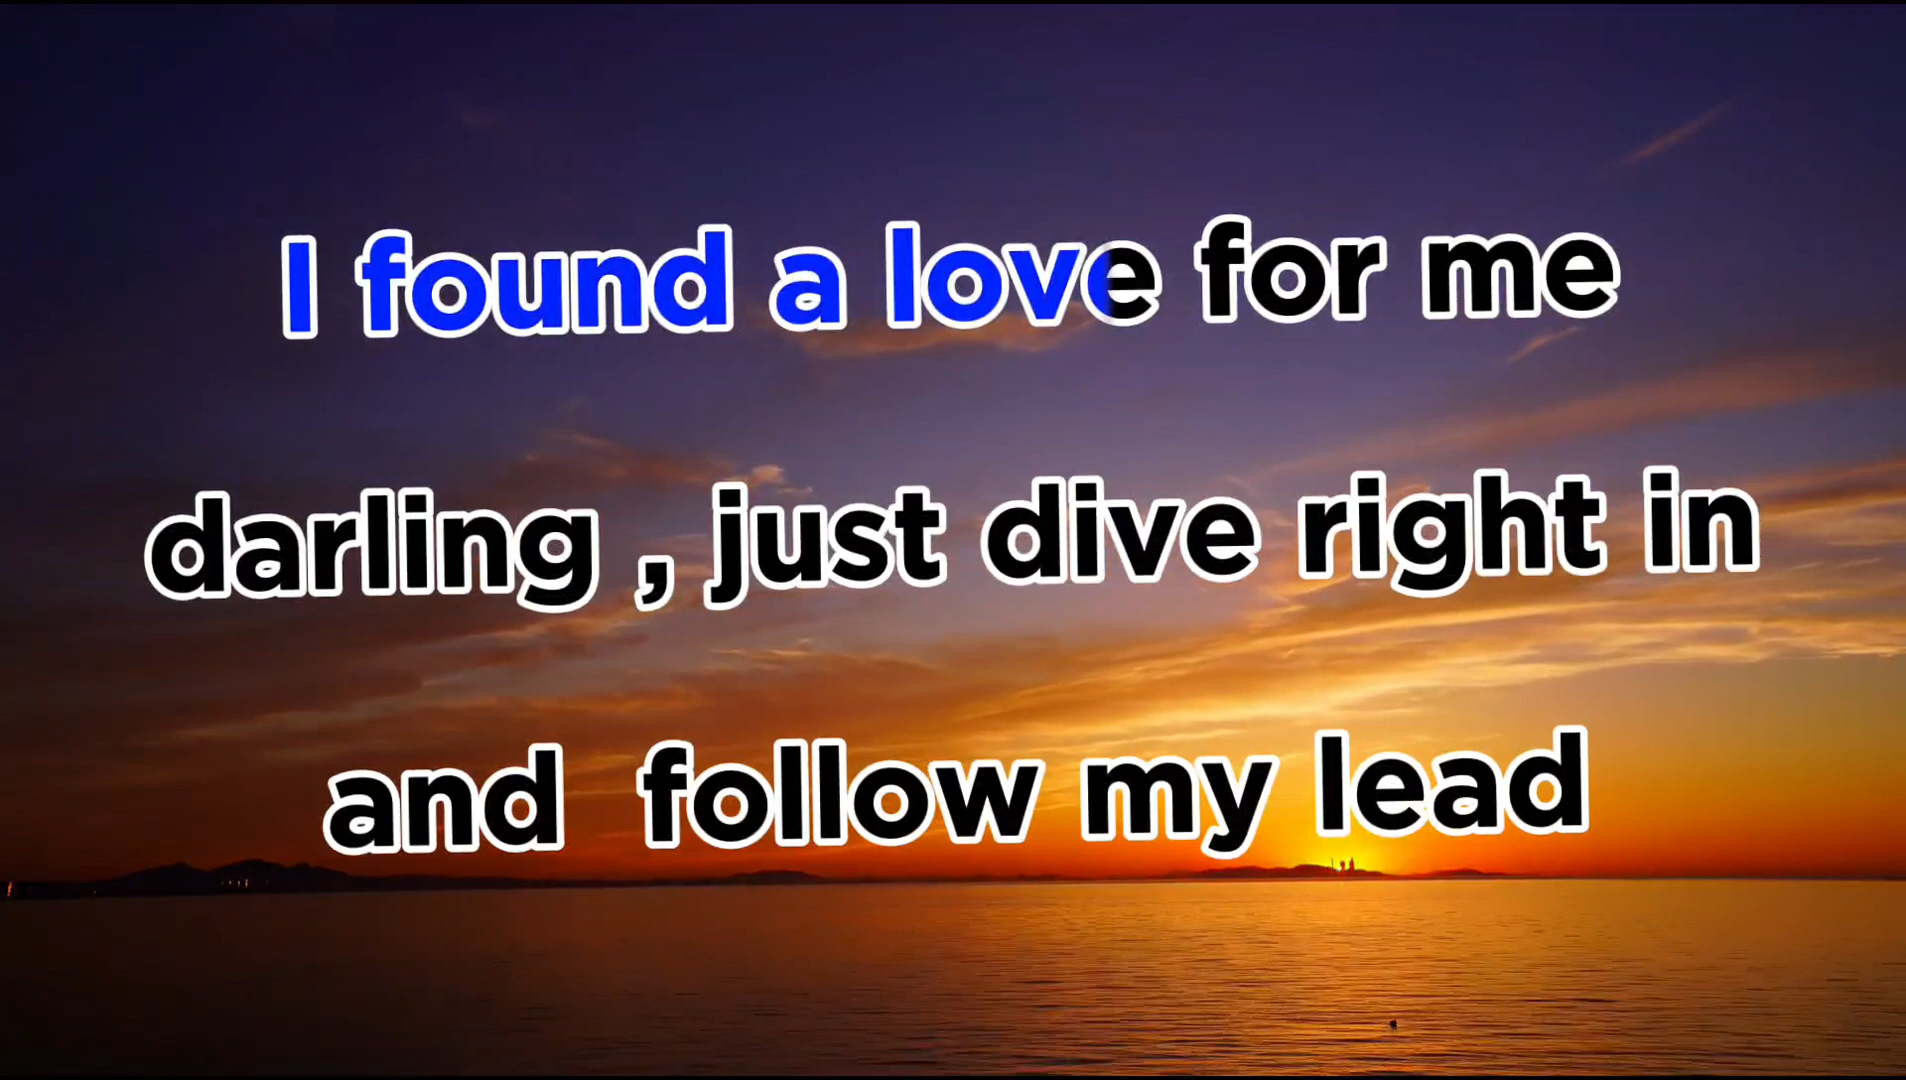 I found a love for me
darling , just dive right in
and  follow my lead